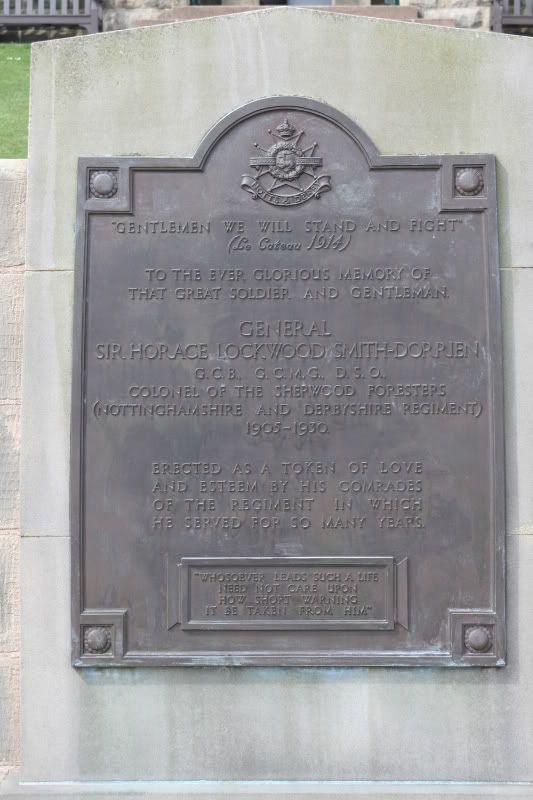 NOTTS & DERBY
"GENTLEMEN WE WILL STAND AND FIGHT"
(Le Cateau 1914)
TO THE EVER GLORIOUS MEMORY OF
THAT GREAT SOLDIER AND GENTLEMAN.
GENERAL
SIR HORACE LOCKWOOD SMITH-DORRIEN
G.C.B., G.C.M.G., D.S.O.,
COLONEL OF THE SHERWOOD FORESTERS
(NOTTINGHAMSHIRE AND DERBYSHIRE REGIMENT)
1905-1930.
ERECTED AS A TOKEN OF LOVE
AND ESTEEM BY HIS COMRADES
OF THE REGIMENT IN WHICH
HE SERVED FOR SO MANY YEARS.
"WHOSOEVER LEADS SUCH A LIFE
NEED NOT CARE UPON
HOW SHORT WARNING
IT BE TAKEN FROM HIM"